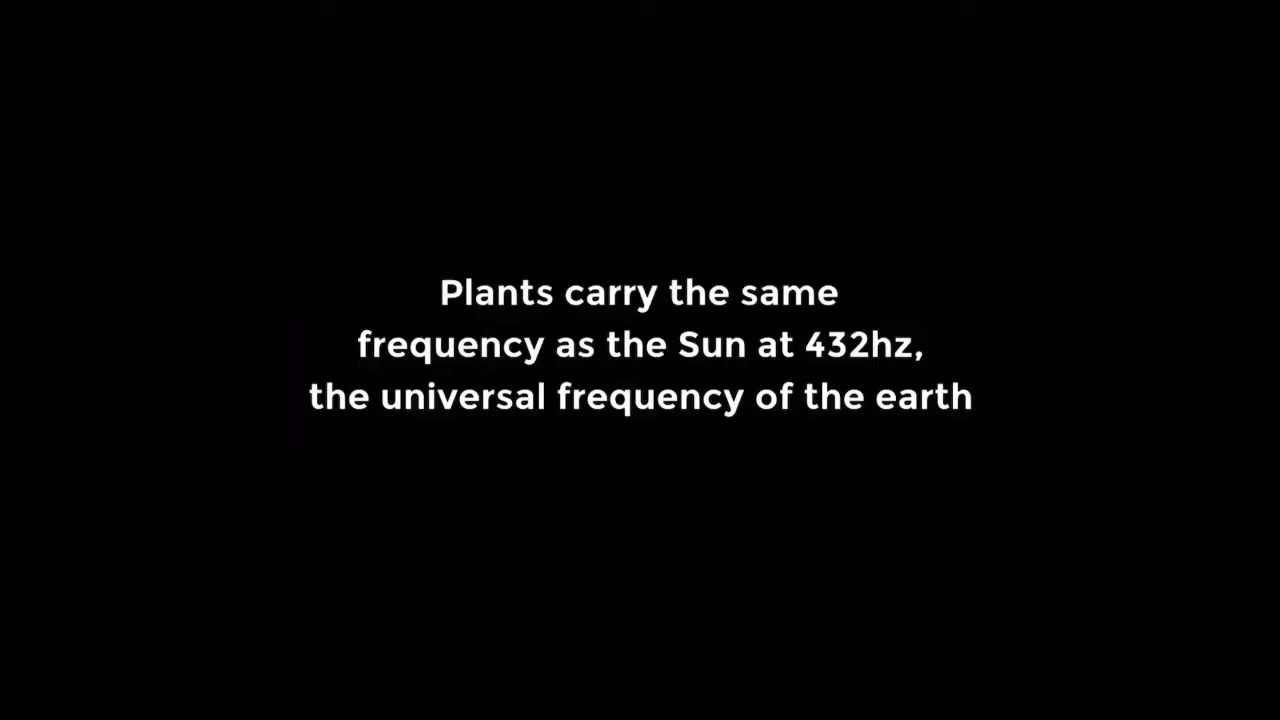 Plants carry the same
frequency as the Sun at 432hz,
the universal frequency of the earth